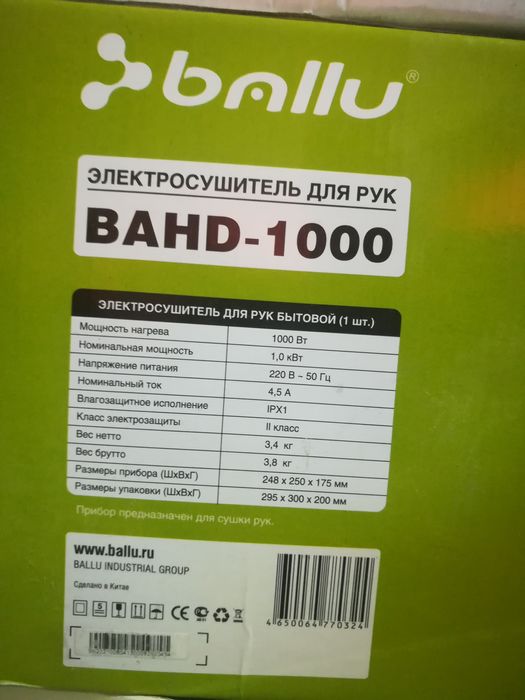 ballu®
ЭЛЕКТРОСУШИТЕЛЬ ДЛЯ РУК
BAHD-1000
ЭЛЕКТРОСУШИТЕЛЬ ДЛЯ РУК БЫТОВОЙ (1 шт.)
Мощность нагрева 1000 Вт
Номинальная мощность 1,0 кВт
Напряжение питания 220 В ~ 50 Гц
Номинальный ток 4,5 А
Влагозащитное исполнение IPX1
Класс электрозащиты II класс
Вес нетто 3,4 кг
Вес брутто 3,8 кг
Размеры прибора (ШхВхГ) 248 x 250 x 175 мм
Размеры упаковки (ШхВхГ) 295 x 300 x 200 мм
Прибор предназначен для сушки рук.
www.ballu.ru
BALLU INDUSTRIAL GROUP
Сделано в Китае
5 CE
4 650064 770324